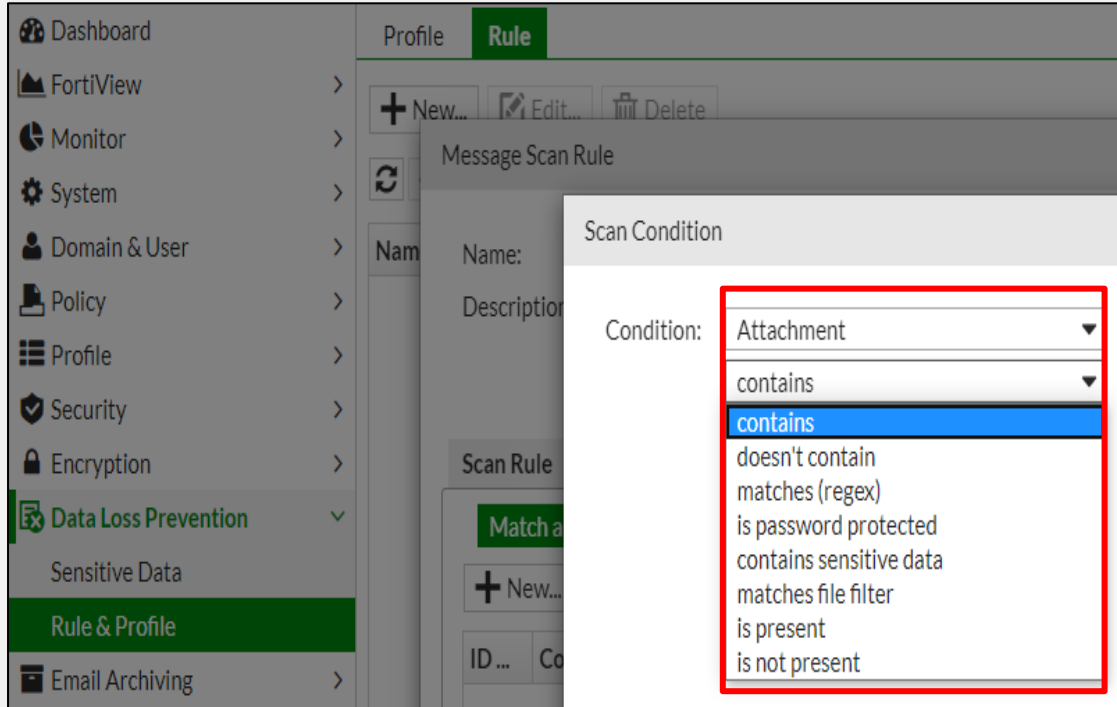 Dashboard
FortiView
Monitor
System
Domain & User
Policy
Profile
Security
Encryption
Data Loss Prevention
Sensitive Data
Rule & Profile
Email Archiving
Profile Rule
New... Edit... Delete
Message Scan Rule
Name:
Description
Scan Rule
New...
ID ...
Scan Condition
Condition: Attachment
contains
contains
doesn't contain
matches (regex)
is password protected
contains sensitive data
matches file filter
is present
is not present